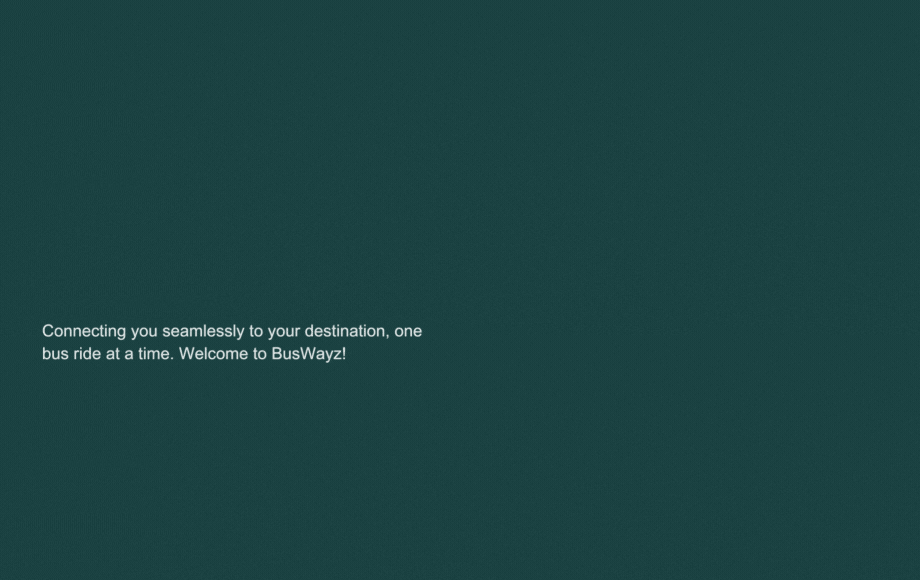 Connecting you seamlessly to your destination, one
bus ride at a time. Welcome to BusWayz!